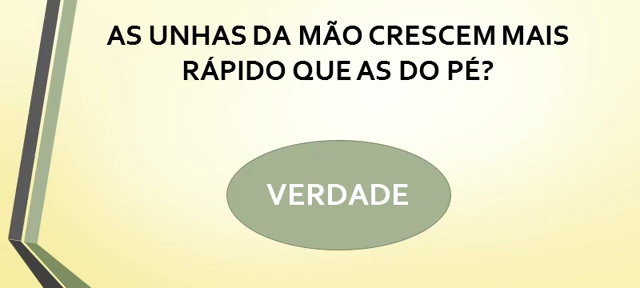 AS UNHAS DA MÃO CRESCEM MAIS
RÁPIDO QUE AS DO PÉ?
VERDADE